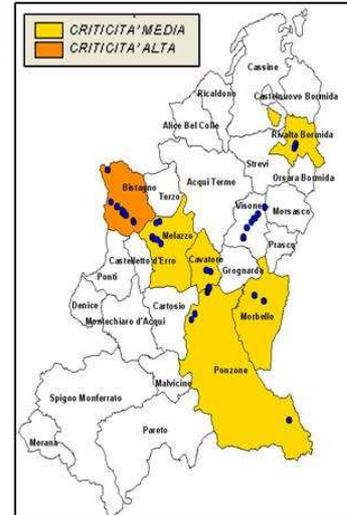 CRITICITA' MEDIA
CRITICITA' ALTA
Cassine
Ricaldone
Castelnuovo Bormida
Alice Bel Colle
Rivalta Bormida
Strevi
Orsara Bormida
Bistagno
Terzo
Acqui Terme
Visone
Morsasco
Melazzo
Prasco
Cavatore
Castelletto d'Erro
Grognardo
Ponti
Denice
Cartosio
Morbello
Montechiaro d'Acqui
Ponzone
Malvicino
Spigno Monferrato
Pareto
Merana